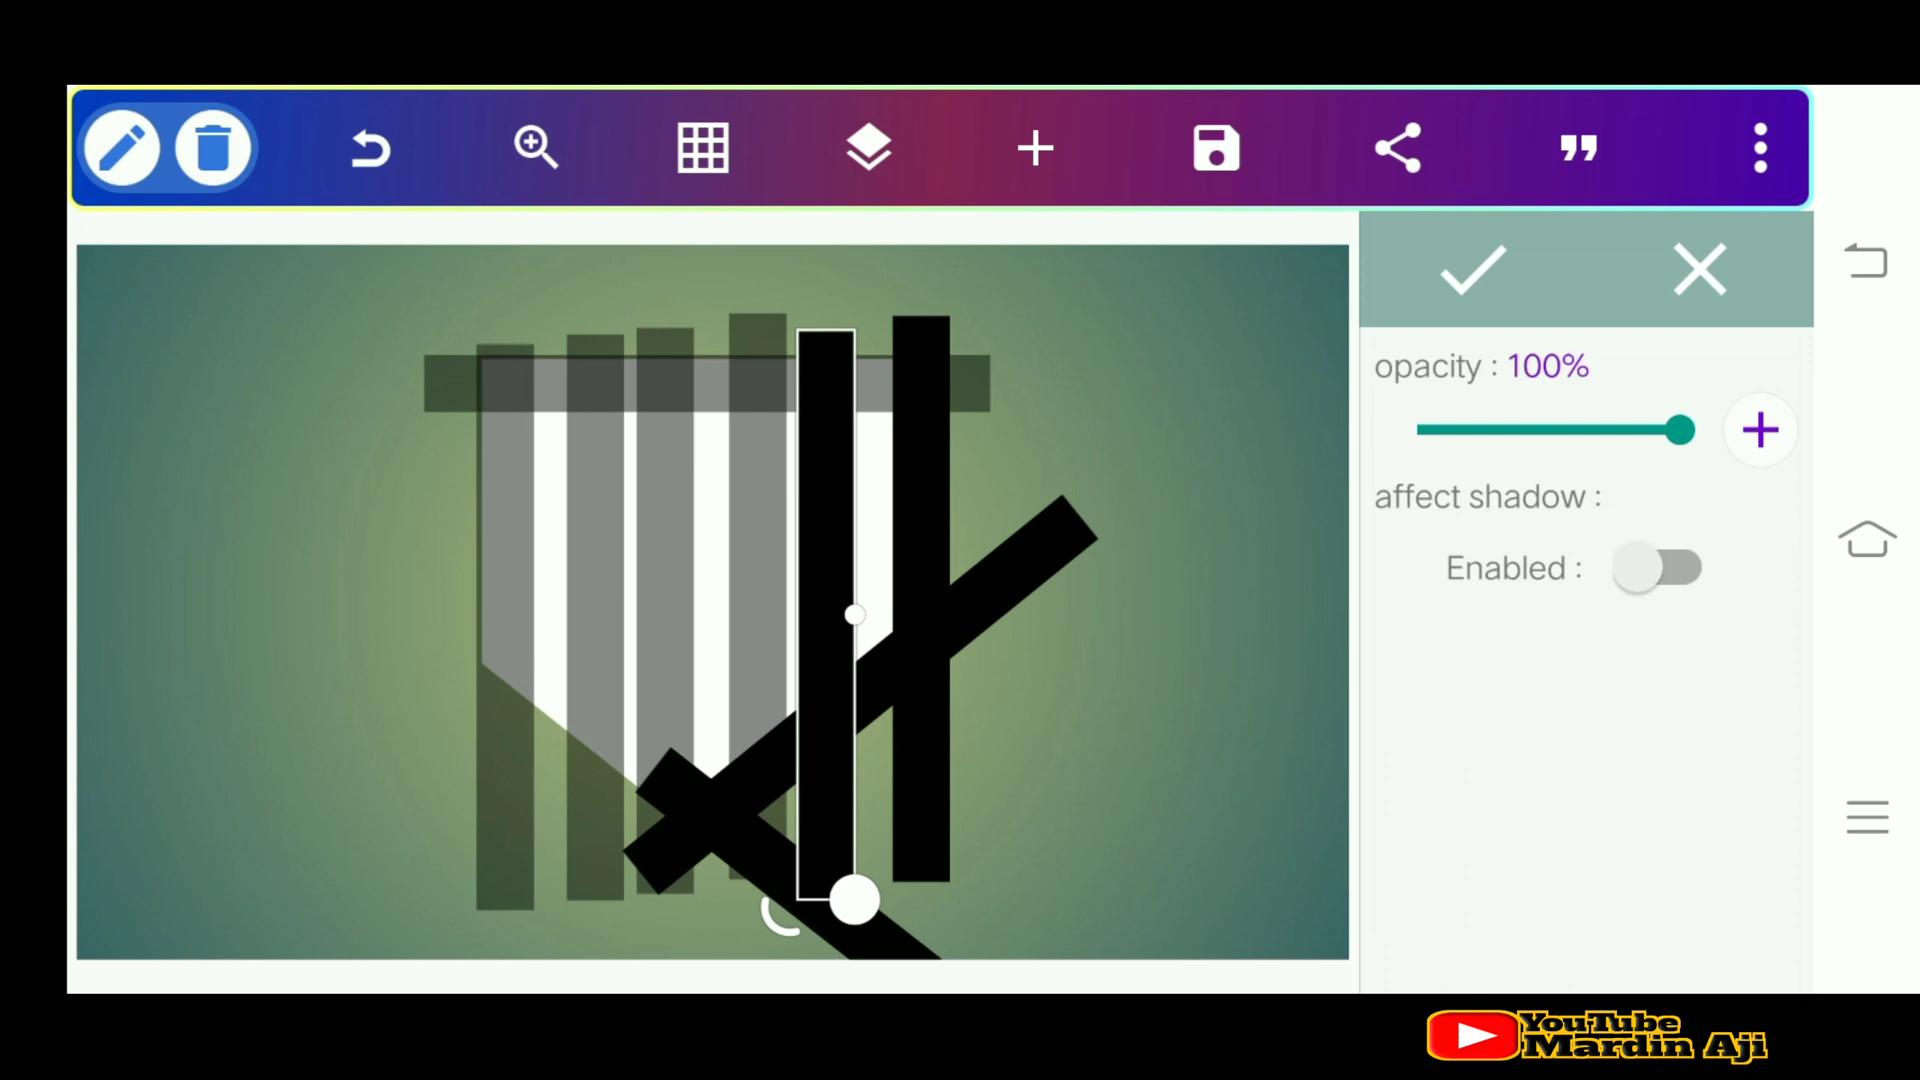 opacity : 100%
affect shadow :
Enabled :
YouTube
Mardin Aji